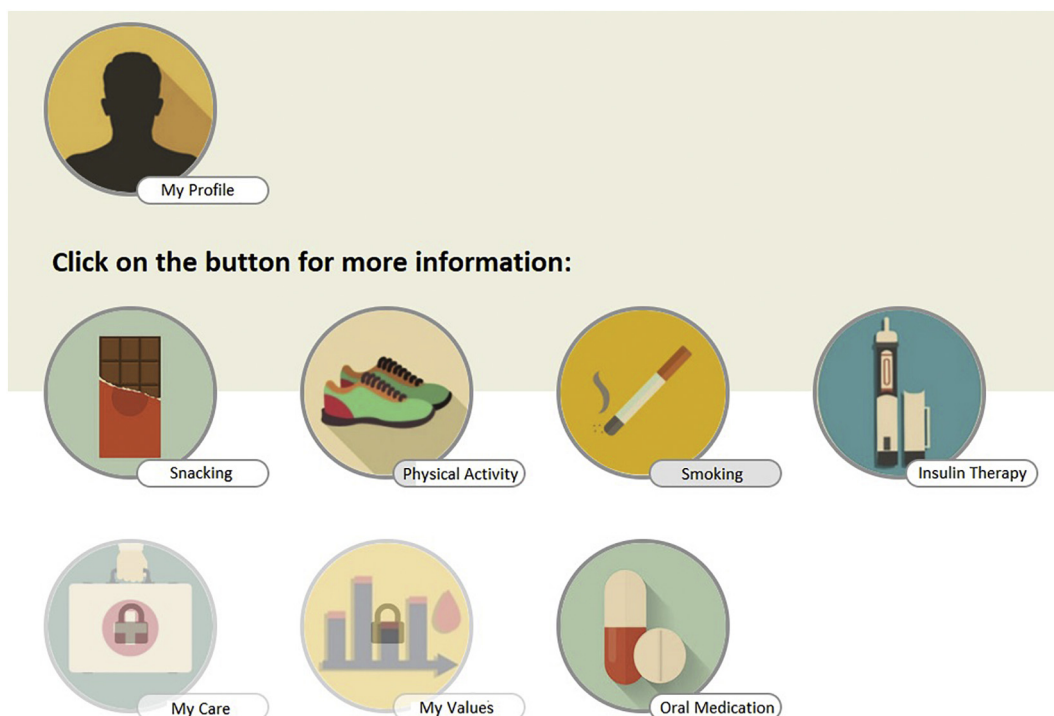 My Profile
Click on the button for more information:
Snacking
Physical Activity
Smoking
Insulin Therapy
My Care
My Values
Oral Medication